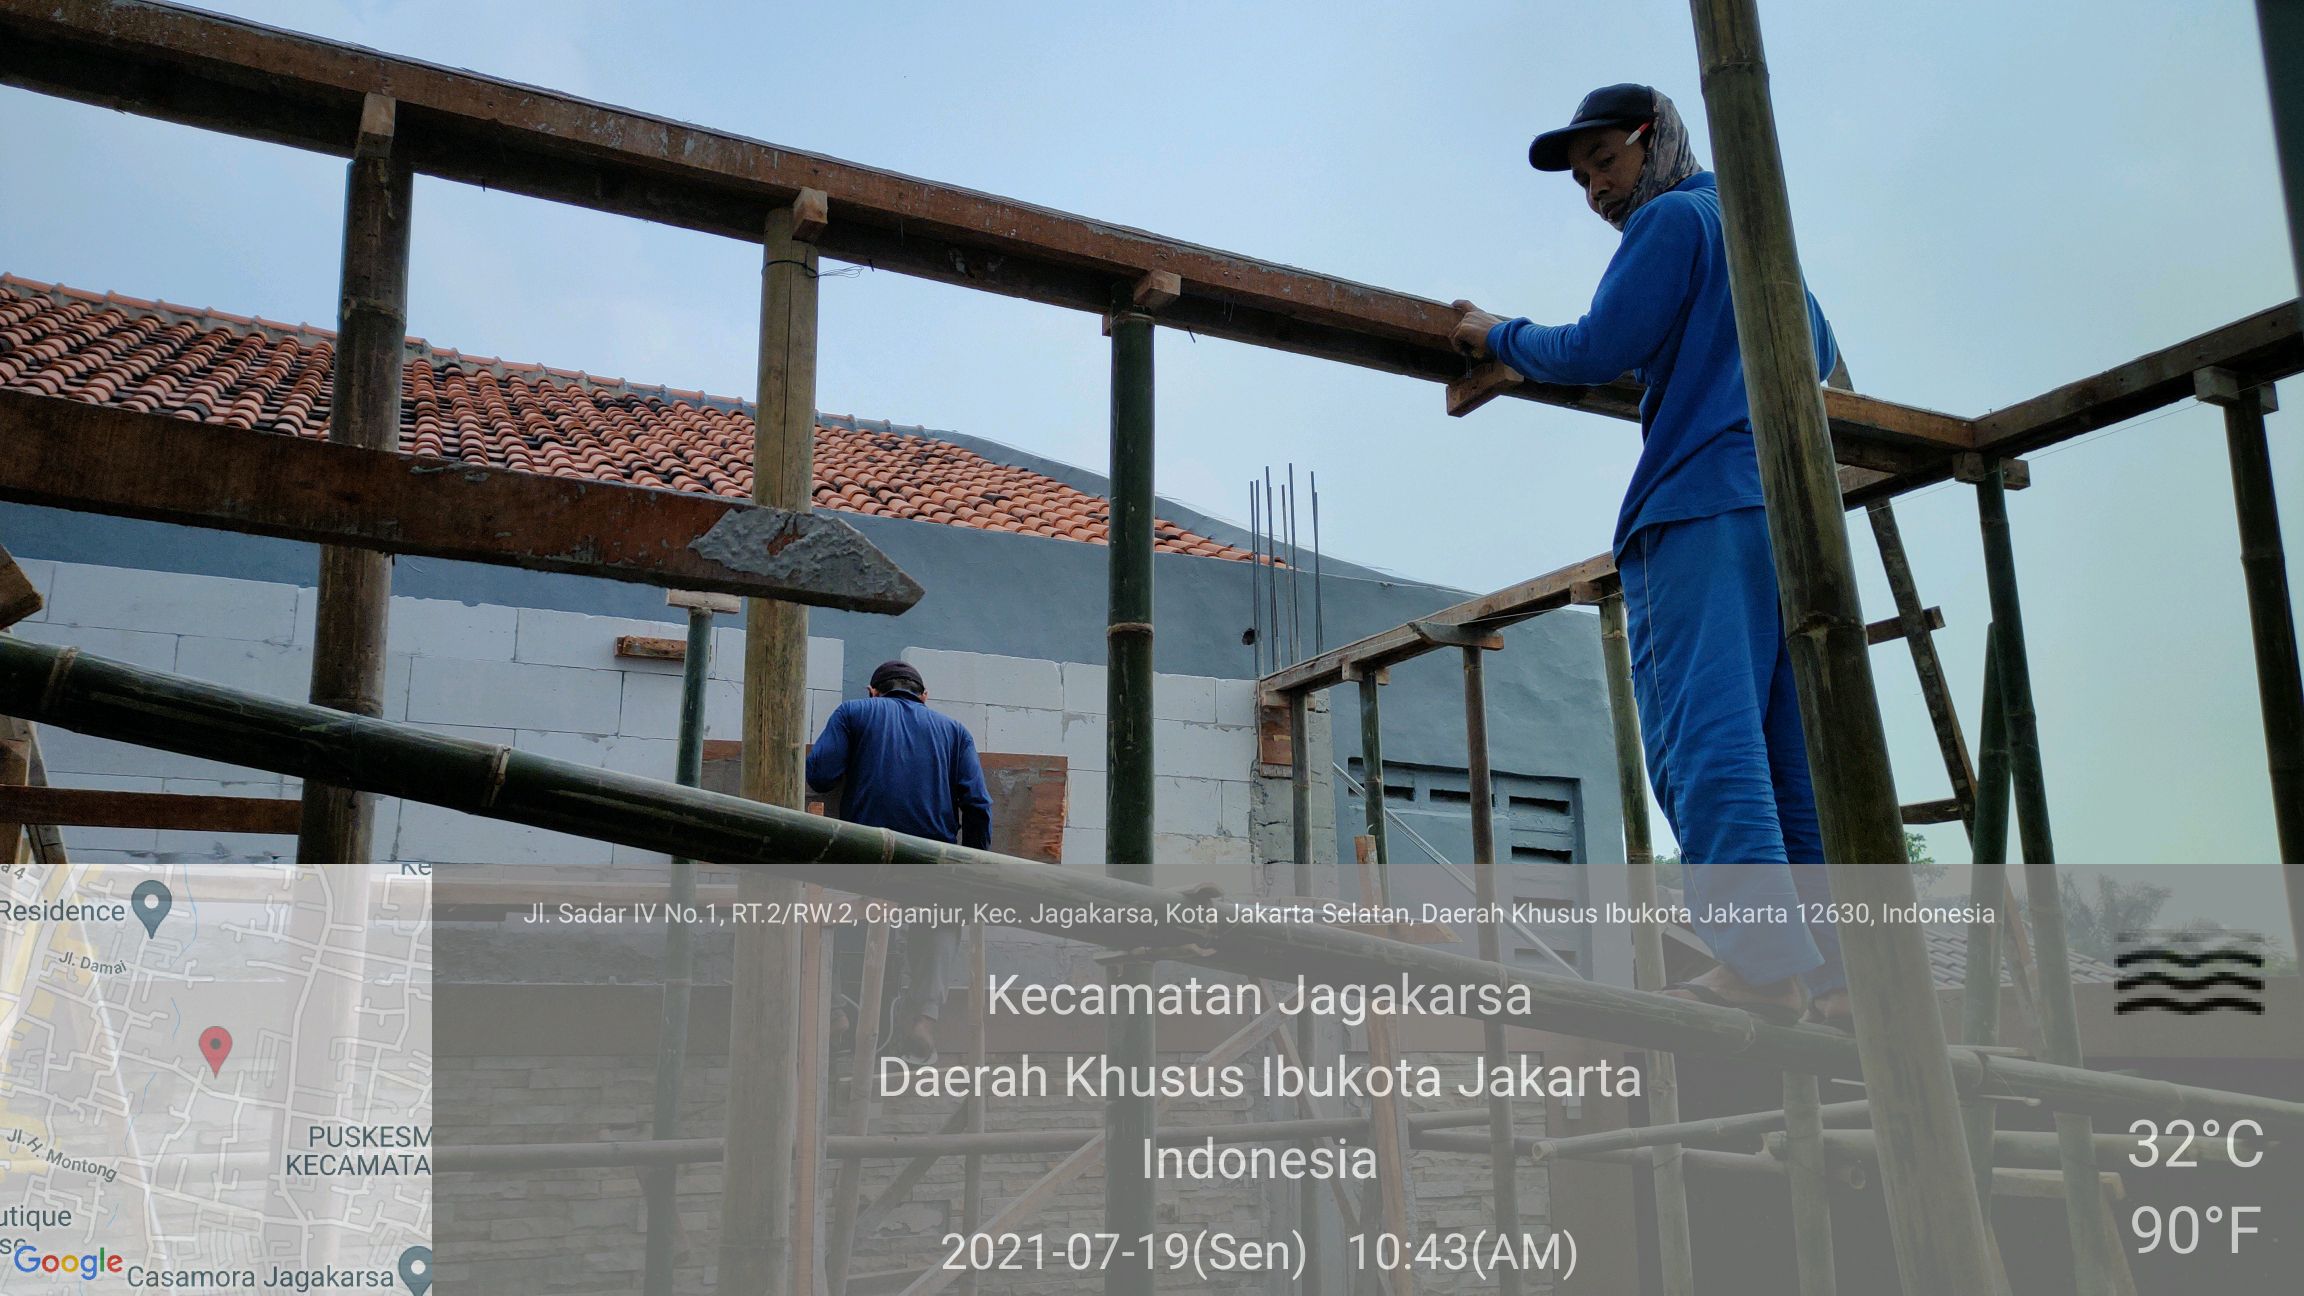 Jl. Sadar IV No.1, RT.2/RW.2, Ciganjur, Kec. Jagakarsa, Kota Jakarta Selatan, Daerah Khusus Ibukota Jakarta 12630, Indonesia
Kecamatan Jagakarsa
Daerah Khusus Ibukota Jakarta
Indonesia
2021-07-19(Sen) 10:43(AM)
32°C
90°F
Residence
Jl. Damai
Jl. H. Montong
PUSKESM
KECAMATA
utique
Google
Casamora Jagakarsa